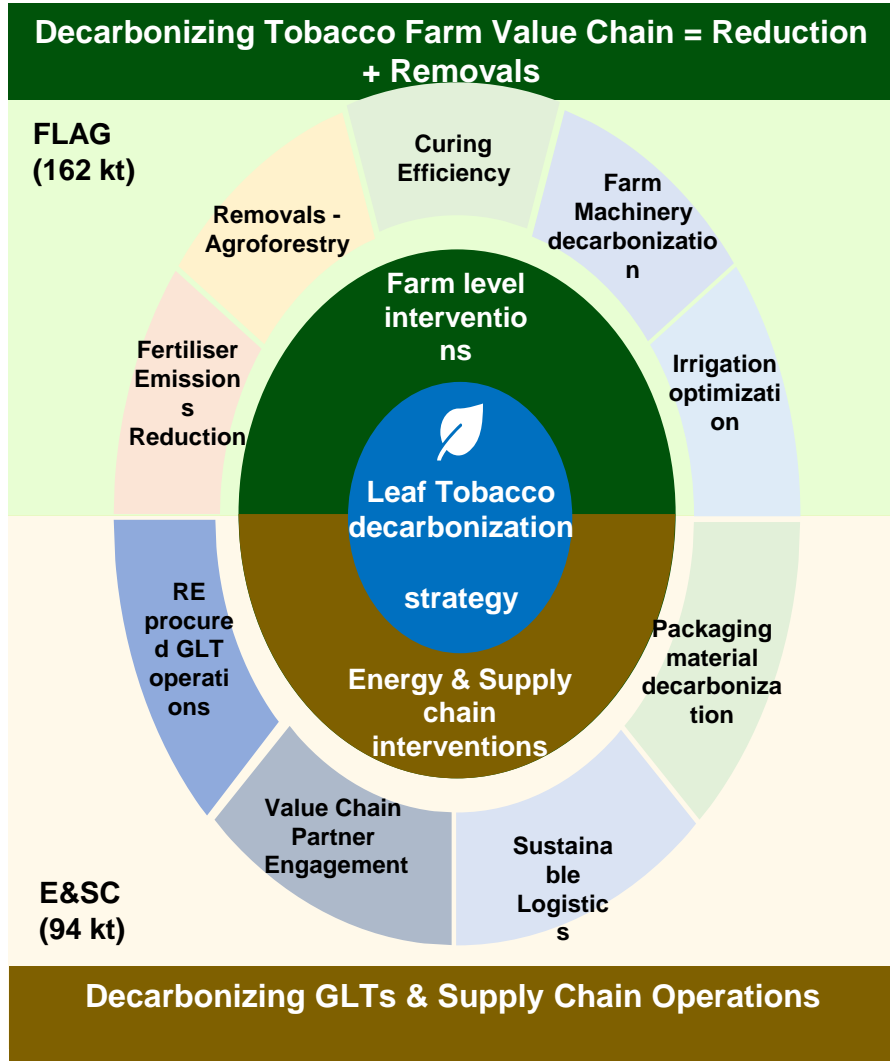 Decarbonizing Tobacco Farm Value Chain = Reduction
+ Removals
FLAG
(162 kt)
Curing
Efficiency
Removals -
Agroforestry
Farm
Machinery
decarbonizatio
n
Fertiliser
Emission
s
Reduction
Farm level
interventio
ns
Irrigation
optimizati
on
Leaf Tobacco
decarbonization
strategy
RE
procure
d GLT
operati
ons
Packaging
material
decarboniza
tion
Energy & Supply
chain
interventions
Value Chain
Partner
Engagement
Sustaina
ble
Logistic
s
E&SC
(94 kt)
Decarbonizing GLTs & Supply Chain Operations